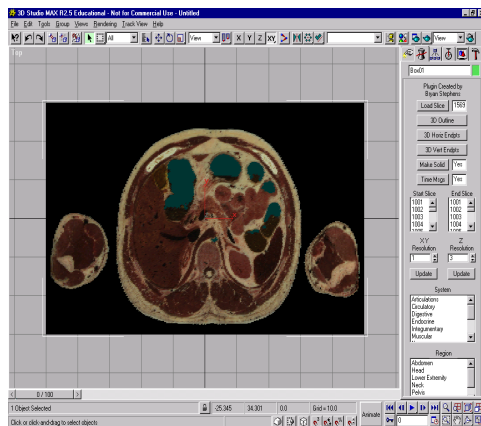 3D Studio MAX R2.5 Educational - Not for Commercial Use - Untitled
File Edit Tools Group Views Rendering Track View Help
All View X Y Z XY View
Top
Box01
Plugin Created by
Bryan Stephens
Load Slice 1569
3D Outline
3D Horiz Endpts
3D Vert Endpts
Make Solid Yes
Time Msgs Yes
Start Slice End Slice
1001 1001
1002 1002
1003 1003
1004 1004
XY Z
Resolution Resolution
1 3
Update Update
System
Articulations
Circulatory
Digestive
Endocrine
Integumentary
Muscular
Region
Abdomen
Head
Lower Extremity
Neck
Pelvis
0 / 100
1 Object Selected -25.345 34.301 0.0 Grid = 10.0 Animate
Click or click-and-drag to select objects 0